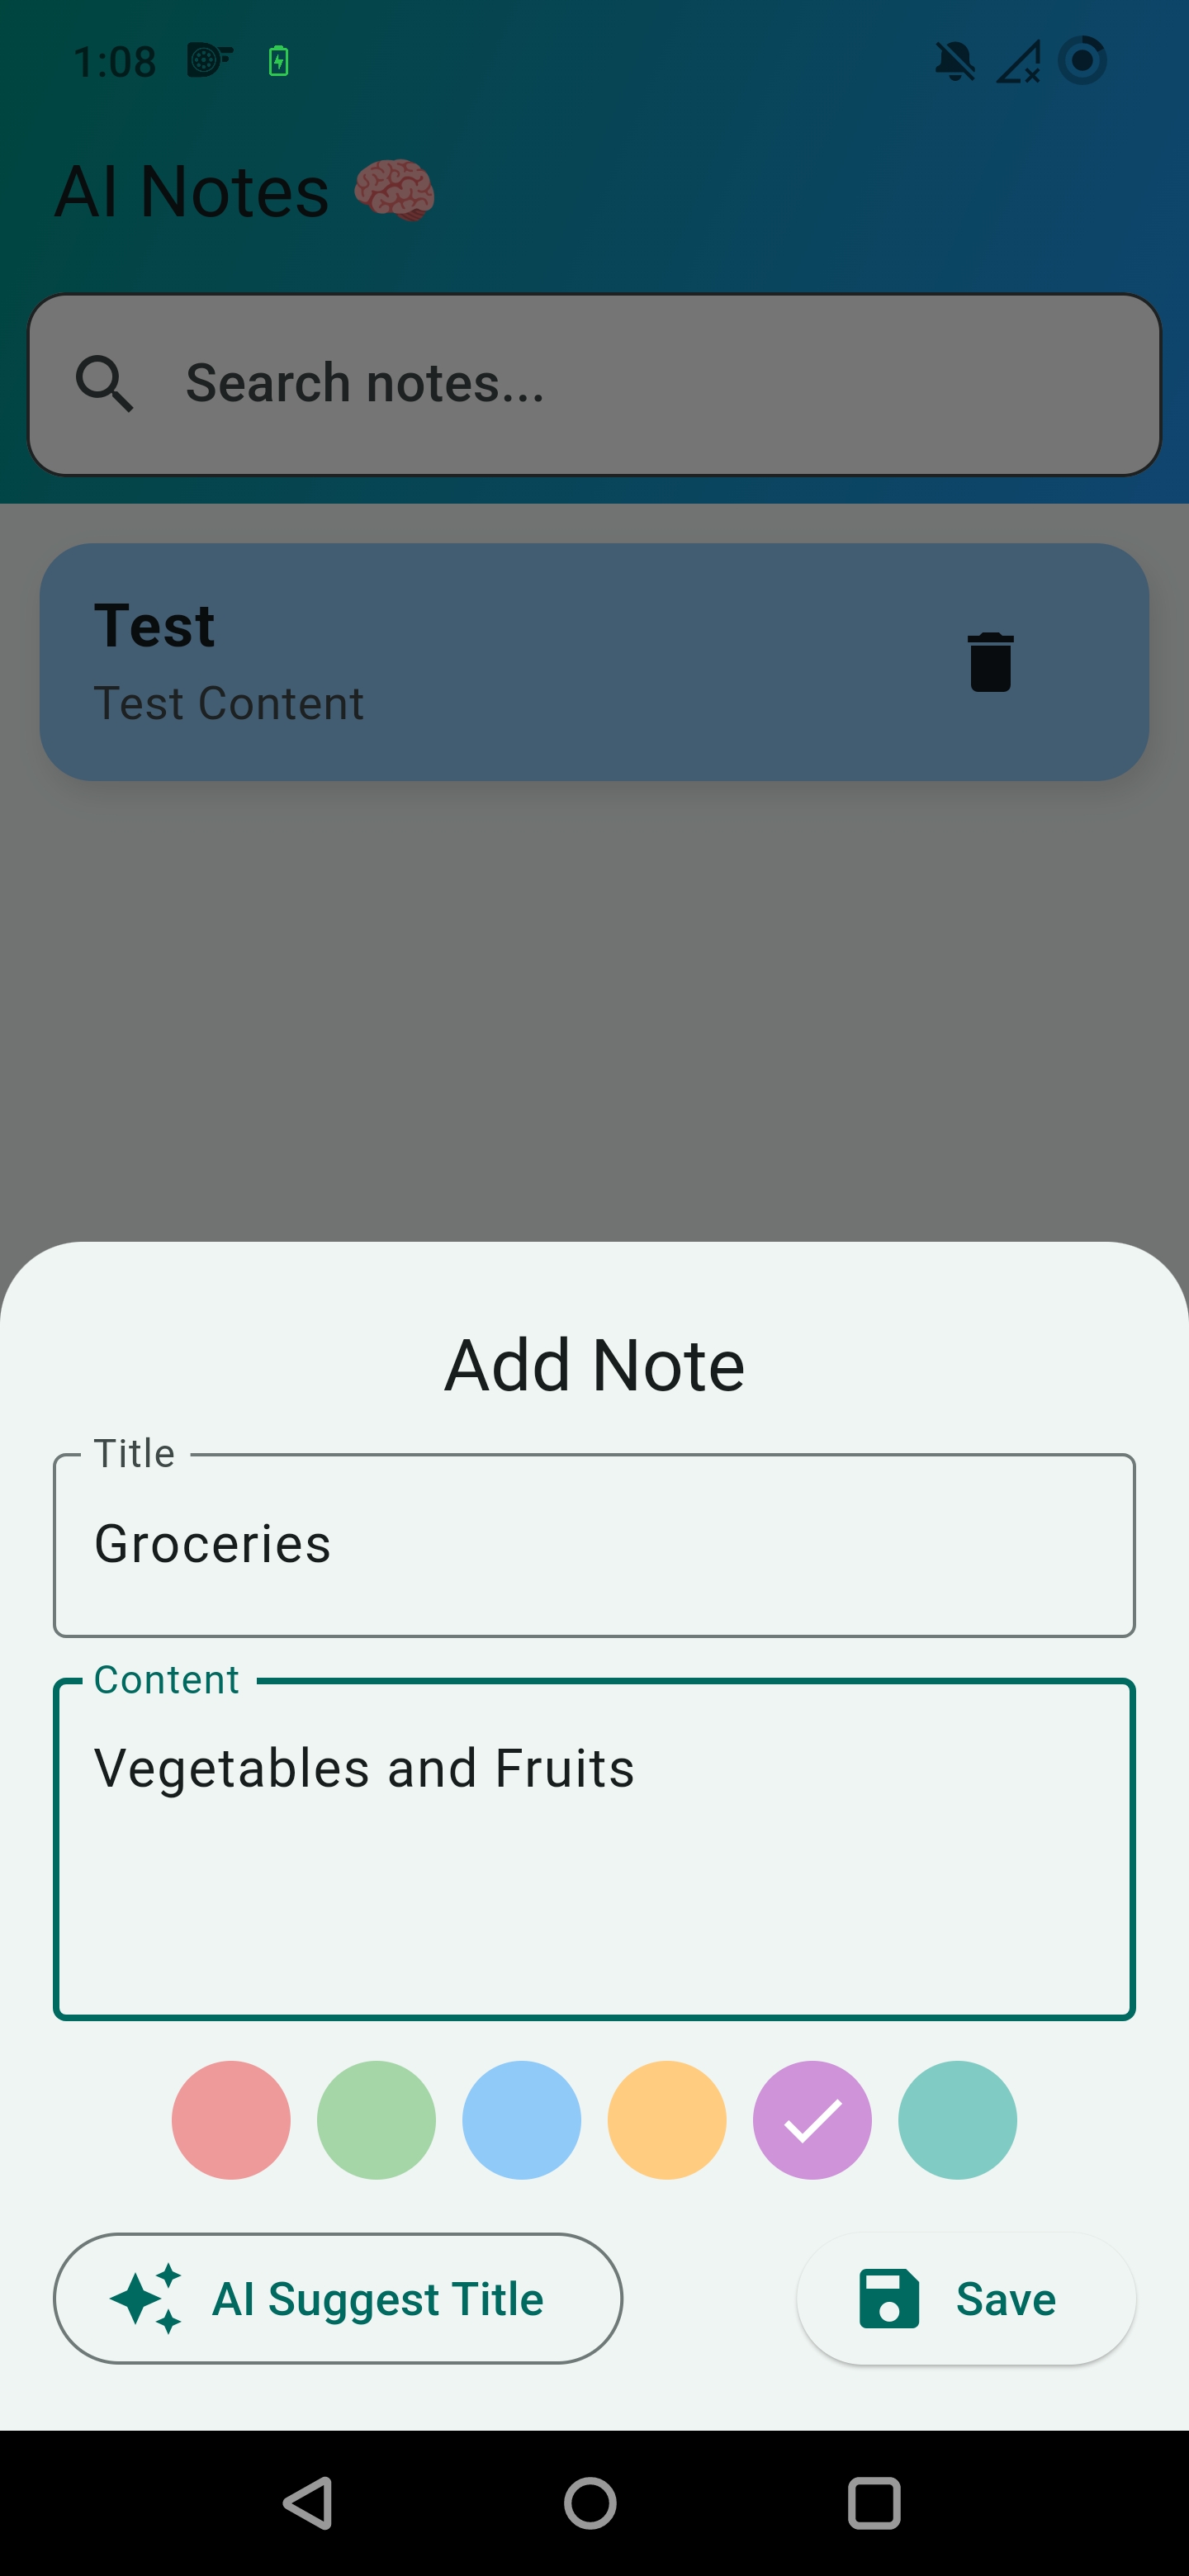 1:08
AI Notes 🧠
Search notes...
Test
Test Content
Add Note
Title
Groceries
Content
Vegetables and Fruits
AI Suggest Title
Save